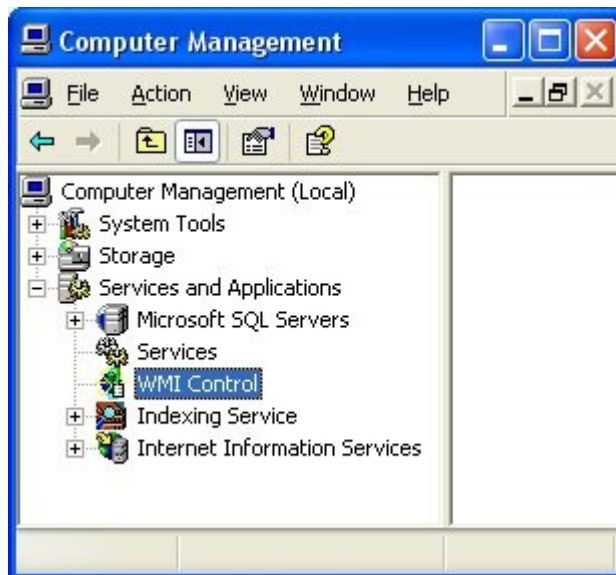 Computer Management
File Action View Window Help
Computer Management (Local)
System Tools
Storage
Services and Applications
Microsoft SQL Servers
Services
WMI Control
Indexing Service
Internet Information Services